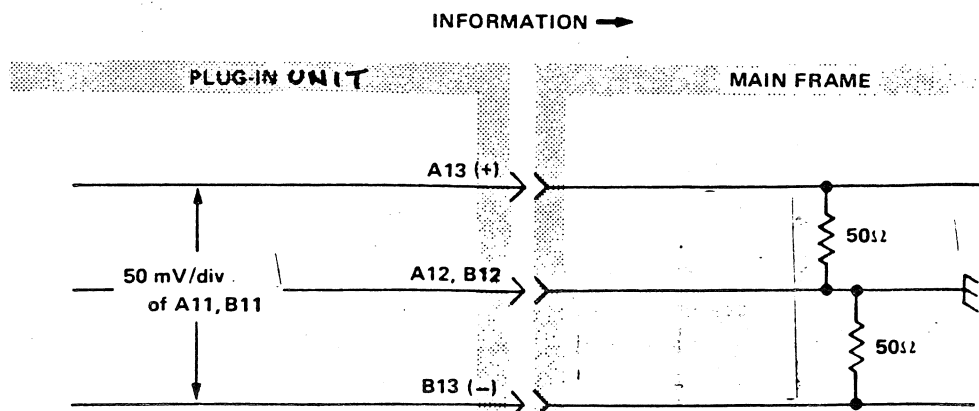 INFORMATION →
PLUG-IN UNIT
MAIN FRAME
A13 (+)
50Ω
50 mV/div
of A11, B11
A12, B12
50Ω
B13 (−)